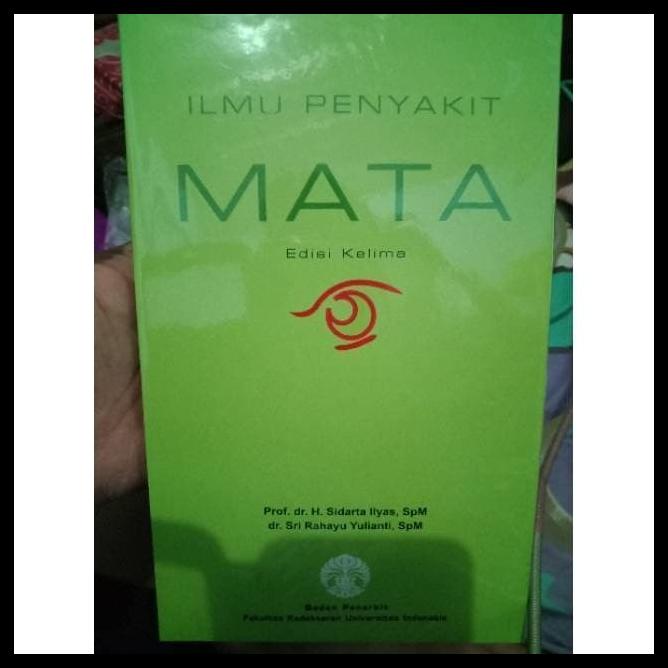 ILMU PENYAKIT
MATA
Edisi Kelima
Prof. dr. H. Sidarta Ilyas, SpM
dr. Sri Rahayu Yulianti, SpM
Badan Penerbit
Fakultas Kedokteran Universitas Indonesia